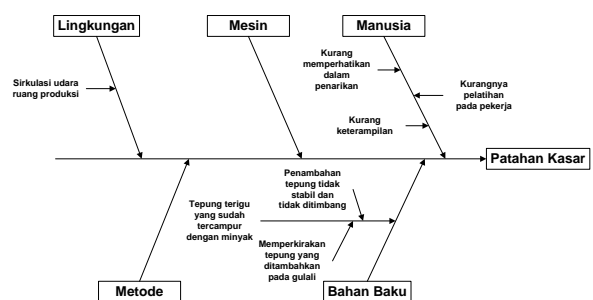 Lingkungan
Mesin
Manusia
Sirkulasi udara
ruang produksi
Kurang
memperhatikan
dalam
penarikan
Kurangnya
pelatihan
pada pekerja
Kurang
keterampilan
Patahan Kasar
Penambahan
tepung tidak
stabil dan
tidak ditimbang
Tepung terigu
yang sudah
tercampur
dengan minyak
Memperkirakan
tepung yang
ditambahkan
pada gulali
Metode
Bahan Baku